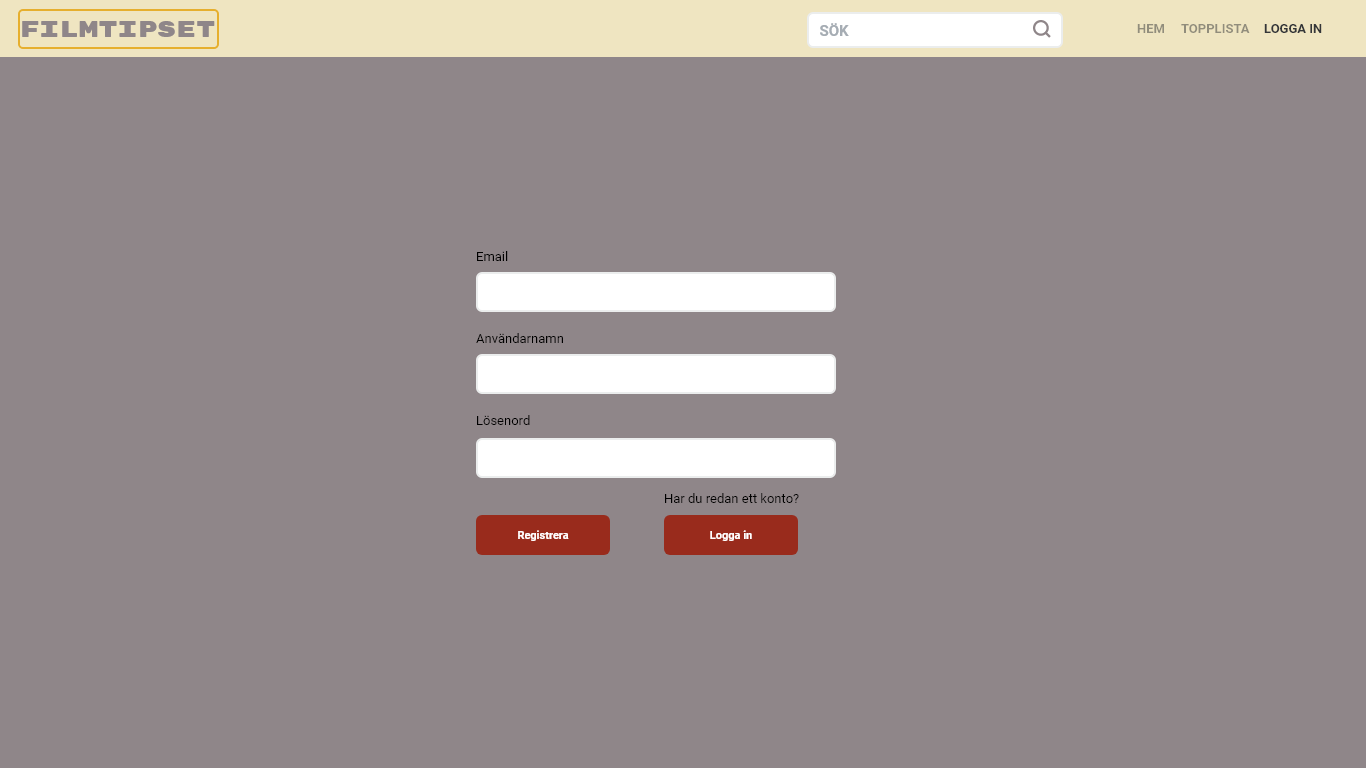 FILMTIPSET
SÖK
HEM TOPPLISTA LOGGA IN
Email
Användarnamn
Lösenord
Har du redan ett konto?
Registrera
Logga in